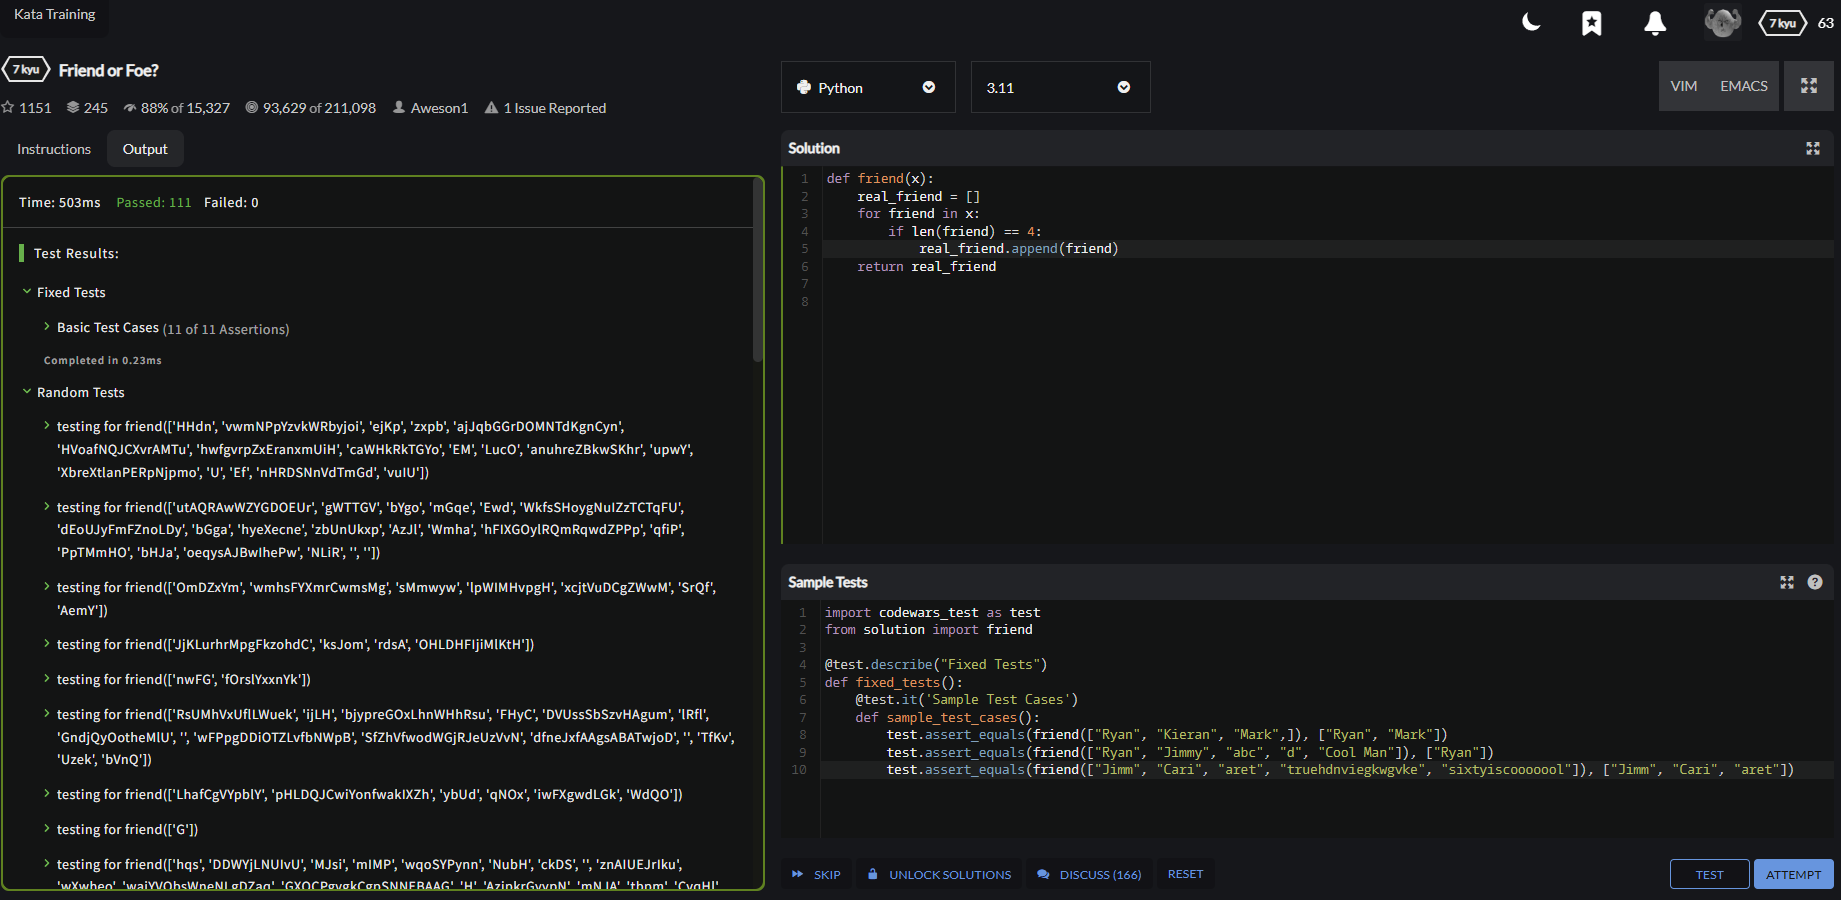 Kata Training
7 kyu 63
7 kyu Friend or Foe?
1151 245 88% of 15,327 93,629 of 211,098 Aweson1 1 Issue Reported
Instructions Output
Time: 503ms Passed: 111 Failed: 0
Test Results:
Fixed Tests
Basic Test Cases (11 of 11 Assertions)
Completed in 0.23ms
Random Tests
testing for friend(['HHdn', 'vwmNPpYzvkWRbyjoi', 'ejKp', 'zxpb', 'ajJqbGGrDOMNTdKgnCyn',
'HVoafNQJCXvrAMTu', 'hwfgvrpZxEranxmUiH', 'caWHkRkTGYo', 'EM', 'LucO', 'anuhreZBkwSKhr', 'upwY',
'XbreXtlanPERpNjpmo', 'U', 'Ef', 'nHRDSNnVdTmGd', 'vuIU'])
testing for friend(['utAQRAwWZYGDOEUr', 'gWTTGV', 'bYgo', 'mGqe', 'Ewd', 'WkfsSHoygNuIZzTCTqFU',
'dEoUJyFmFZnoLDy', 'bGga', 'hyeXecne', 'zbUnUkxp', 'AzJl', 'Wmha', 'hFIXGOylRQmRqwdZPPp', 'qfiP',
'PpTMmHO', 'bHJa', 'oeqysAJBwIhePw', 'NLiR', '', ''])
testing for friend(['OmDZxYm', 'wmhsFYXmrCwmsMg', 'sMmwyw', 'lpWIMHvpgH', 'xcjtVuDCgZWwM', 'SrQf',
'AemY'])
testing for friend(['JjKLurhrMpgFkzohdC', 'ksJom', 'rdsA', 'OHLDHFIjiMlKtH'])
testing for friend(['nwFG', 'fOrslYxxnYk'])
testing for friend(['RsUMhVxUflLWuek', 'ijLH', 'bjypreGOxLhnWHhRsu', 'FHyC', 'DVUssSbSzvHAgum', 'lRfl',
'GndjQyOotheMlU', '', 'wFPpgDDiOTZLvfbNWpB', 'SfZhVfwodWGjRJeUzVvN', 'dfneJxfAAgsABATwjoD', '', 'TfKv',
'Uzek', 'bVnQ'])
testing for friend(['LhafCgVYpblY', 'pHLDQJCwiYonfwakIXZh', 'ybUd', 'qNOx', 'iwFXgwdLGk', 'WdQO'])
testing for friend(['G'])
testing for friend(['hqs', 'DDWYjLNUIvU', 'MJsi', 'mIMP', 'wqoSYPynn', 'NubH', 'ckDS', '', 'znAIUEJrIku',
Python 3.11 VIM EMACS
Solution
1 def friend(x):
2 real_friend = []
3 for friend in x:
4 if len(friend) == 4:
5 real_friend.append(friend)
6 return real_friend
7
8
Sample Tests
1 import codewars_test as test
2 from solution import friend
3
4 @test.describe("Fixed Tests")
5 def fixed_tests():
6 @test.it('Sample Test Cases')
7 def sample_test_cases():
8 test.assert_equals(friend(["Ryan", "Kieran", "Mark",]), ["Ryan", "Mark"])
9 test.assert_equals(friend(["Ryan", "Jimmy", "abc", "d", "Cool Man"]), ["Ryan"])
10 test.assert_equals(friend(["Jimm", "Cari", "aret", "truehdnviegkwgvke", "sixtyiscooooool"]), ["Jimm", "Cari", "aret"])
SKIP UNLOCK SOLUTIONS DISCUSS (166) RESET TEST ATTEMPT